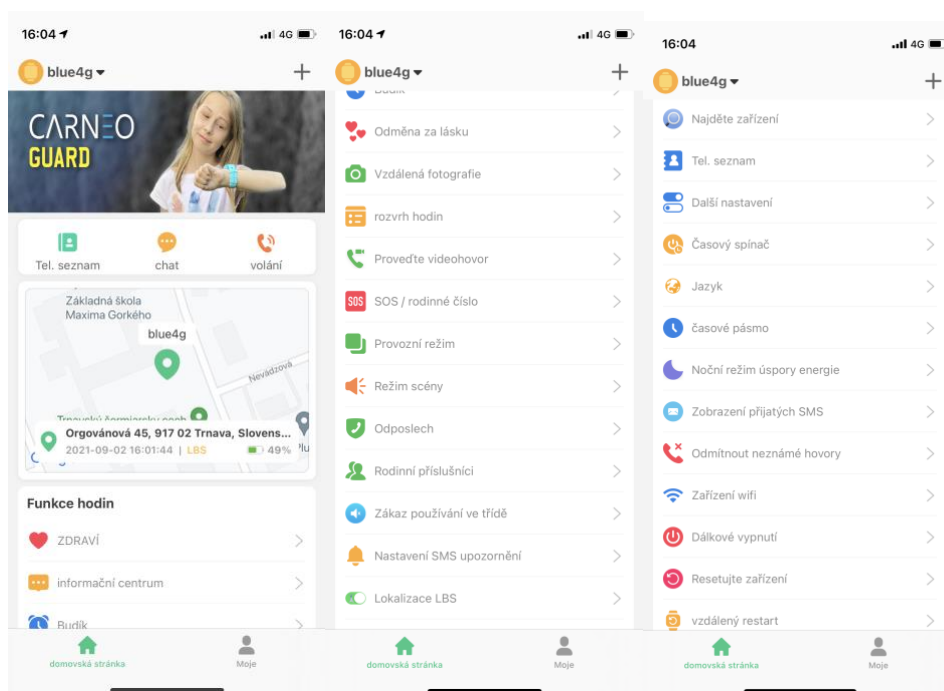 16:04
4G
blue4g
CARNEO
GUARD
Tel. seznam
chat
volání
Základná škola
Maxima Gorkého
blue4g
Nevädzová
Orgovánová 45, 917 02 Trnava, Slovens...
2021-09-02 16:01:44 | LBS
49%
Funkce hodin
ZDRAVÍ
informační centrum
Budík
domovská stránka
Moje
16:04
4G
blue4g
Budík
Odměna za lásku
Vzdálená fotografie
rozvrh hodin
Proveďte videohovor
SOS
SOS / rodinné číslo
Provozní režim
Režim scény
Odposlech
Rodinní příslušníci
Zákaz používání ve třídě
Nastavení SMS upozornění
Lokalizace LBS
domovská stránka
Moje
16:04
4G
blue4g
Najděte zařízení
Tel. seznam
Další nastavení
Časový spínač
Jazyk
časové pásmo
Noční režim úspory energie
Zobrazení přijatých SMS
Odmítnout neznámé hovory
Zařízení wifi
Dálkové vypnutí
Resetujte zařízení
vzdálený restart
domovská stránka
Moje